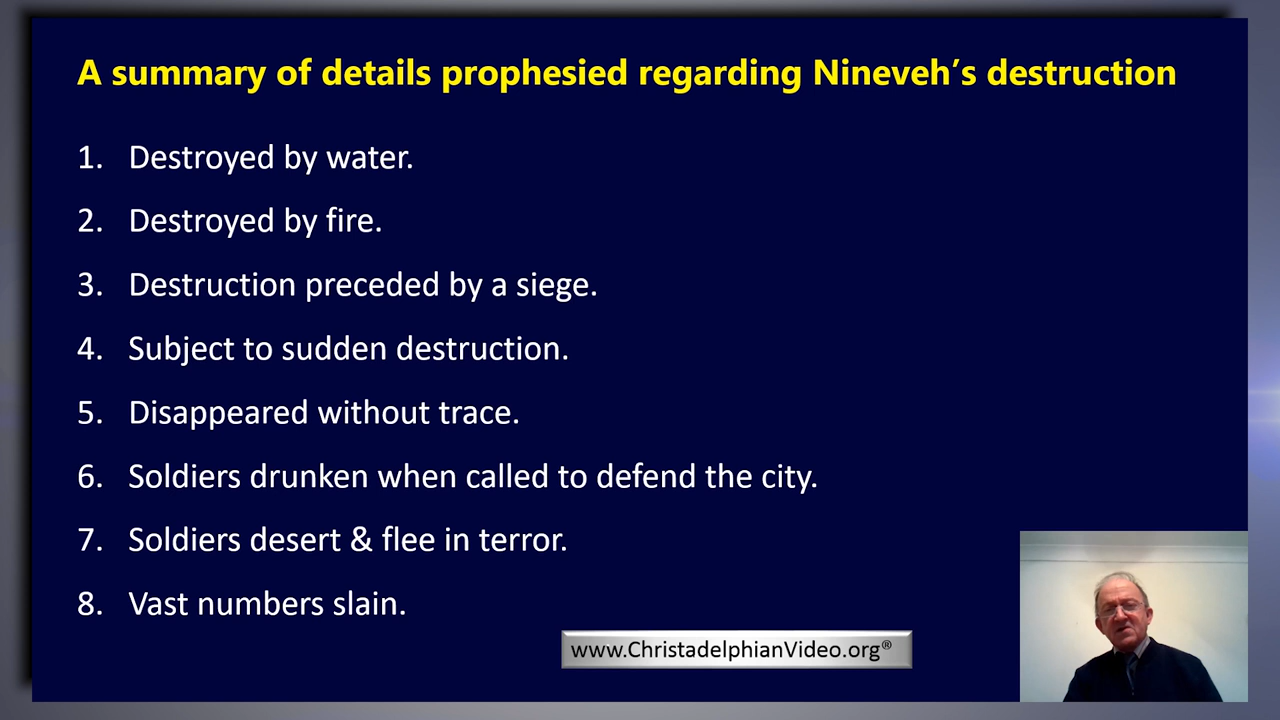 A summary of details prophesied regarding Nineveh’s destruction
1. Destroyed by water.
2. Destroyed by fire.
3. Destruction preceded by a siege.
4. Subject to sudden destruction.
5. Disappeared without trace.
6. Soldiers drunken when called to defend the city.
7. Soldiers desert & flee in terror.
8. Vast numbers slain.
www.ChristadelphianVideo.org®